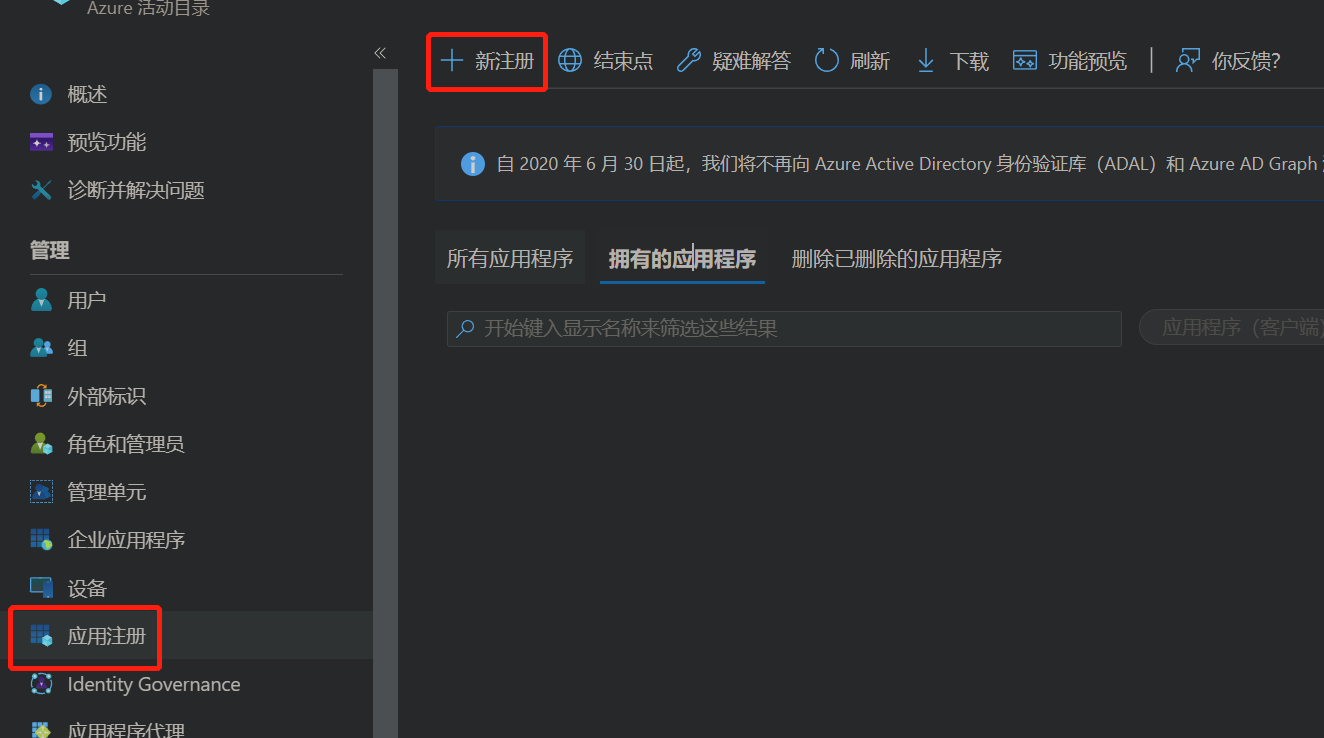 Azure 活动目录
«
概述
预览功能
诊断并解决问题
管理
用户
组
外部标识
角色和管理员
管理单元
企业应用程序
设备
应用注册
Identity Governance
应用程序代理
新注册 结束点 疑难解答 刷新 下载 功能预览 | 你反馈?
自 2020 年 6 月 30 日起，我们将不再向 Azure Active Directory 身份验证库（ADAL）和 Azure AD Graph
所有应用程序 拥有的应用程序 删除已删除的应用程序
开始键入显示名称来筛选这些结果 应用程序（客户端）